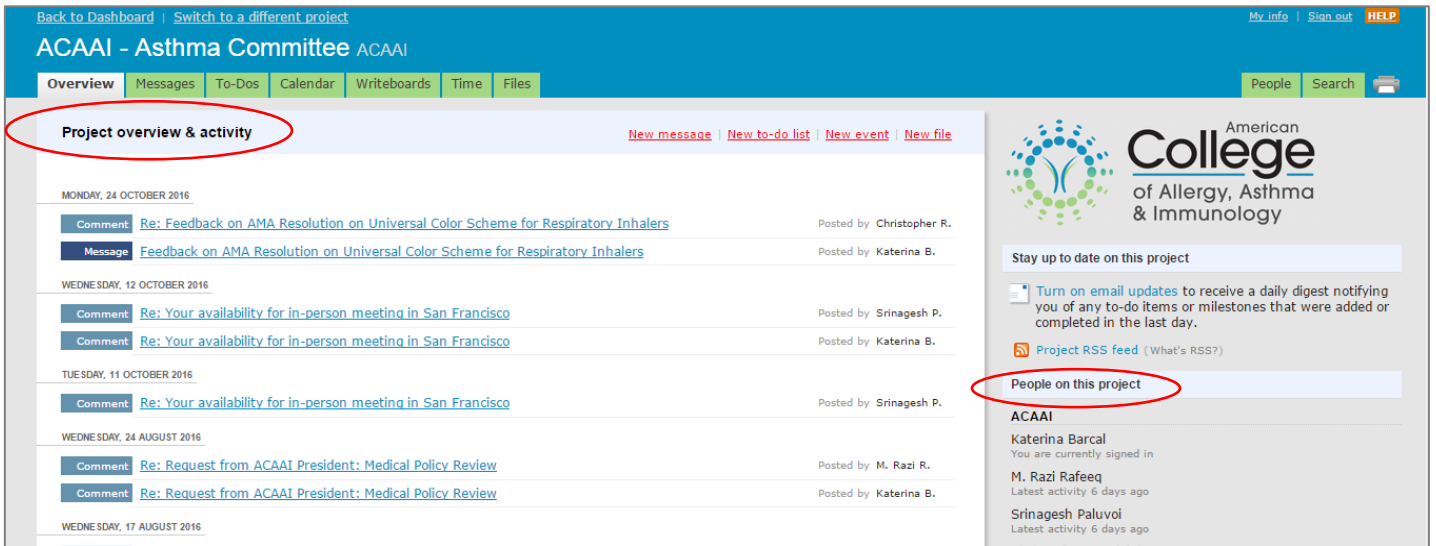 Back to Dashboard | Switch to a different project
My info | Sign out HELP
ACAAI - Asthma Committee ACAAI
Overview Messages To-Dos Calendar Writeboards Time Files
People Search
Project overview & activity
New message | New to-do list | New event | New file
MONDAY, 24 OCTOBER 2016
Comment Re: Feedback on AMA Resolution on Universal Color Scheme for Respiratory Inhalers Posted by Christopher R.
Message Feedback on AMA Resolution on Universal Color Scheme for Respiratory Inhalers Posted by Katerina B.
WEDNESDAY, 12 OCTOBER 2016
Comment Re: Your availability for in-person meeting in San Francisco Posted by Srinagesh P.
Comment Re: Your availability for in-person meeting in San Francisco Posted by Katerina B.
TUESDAY, 11 OCTOBER 2016
Comment Re: Your availability for in-person meeting in San Francisco Posted by Srinagesh P.
WEDNESDAY, 24 AUGUST 2016
Comment Re: Request from ACAAI President: Medical Policy Review Posted by M. Razi R.
Comment Re: Request from ACAAI President: Medical Policy Review Posted by Katerina B.
WEDNESDAY, 17 AUGUST 2016
American
College
of Allergy, Asthma
& Immunology
Stay up to date on this project
Turn on email updates to receive a daily digest notifying
you of any to-do items or milestones that were added or
completed in the last day.
Project RSS feed (What's RSS?)
People on this project
ACAAI
Katerina Barcal
You are currently signed in
M. Razi Rafeeq
Latest activity 6 days ago
Srinagesh Paluvoi
Latest activity 6 days ago